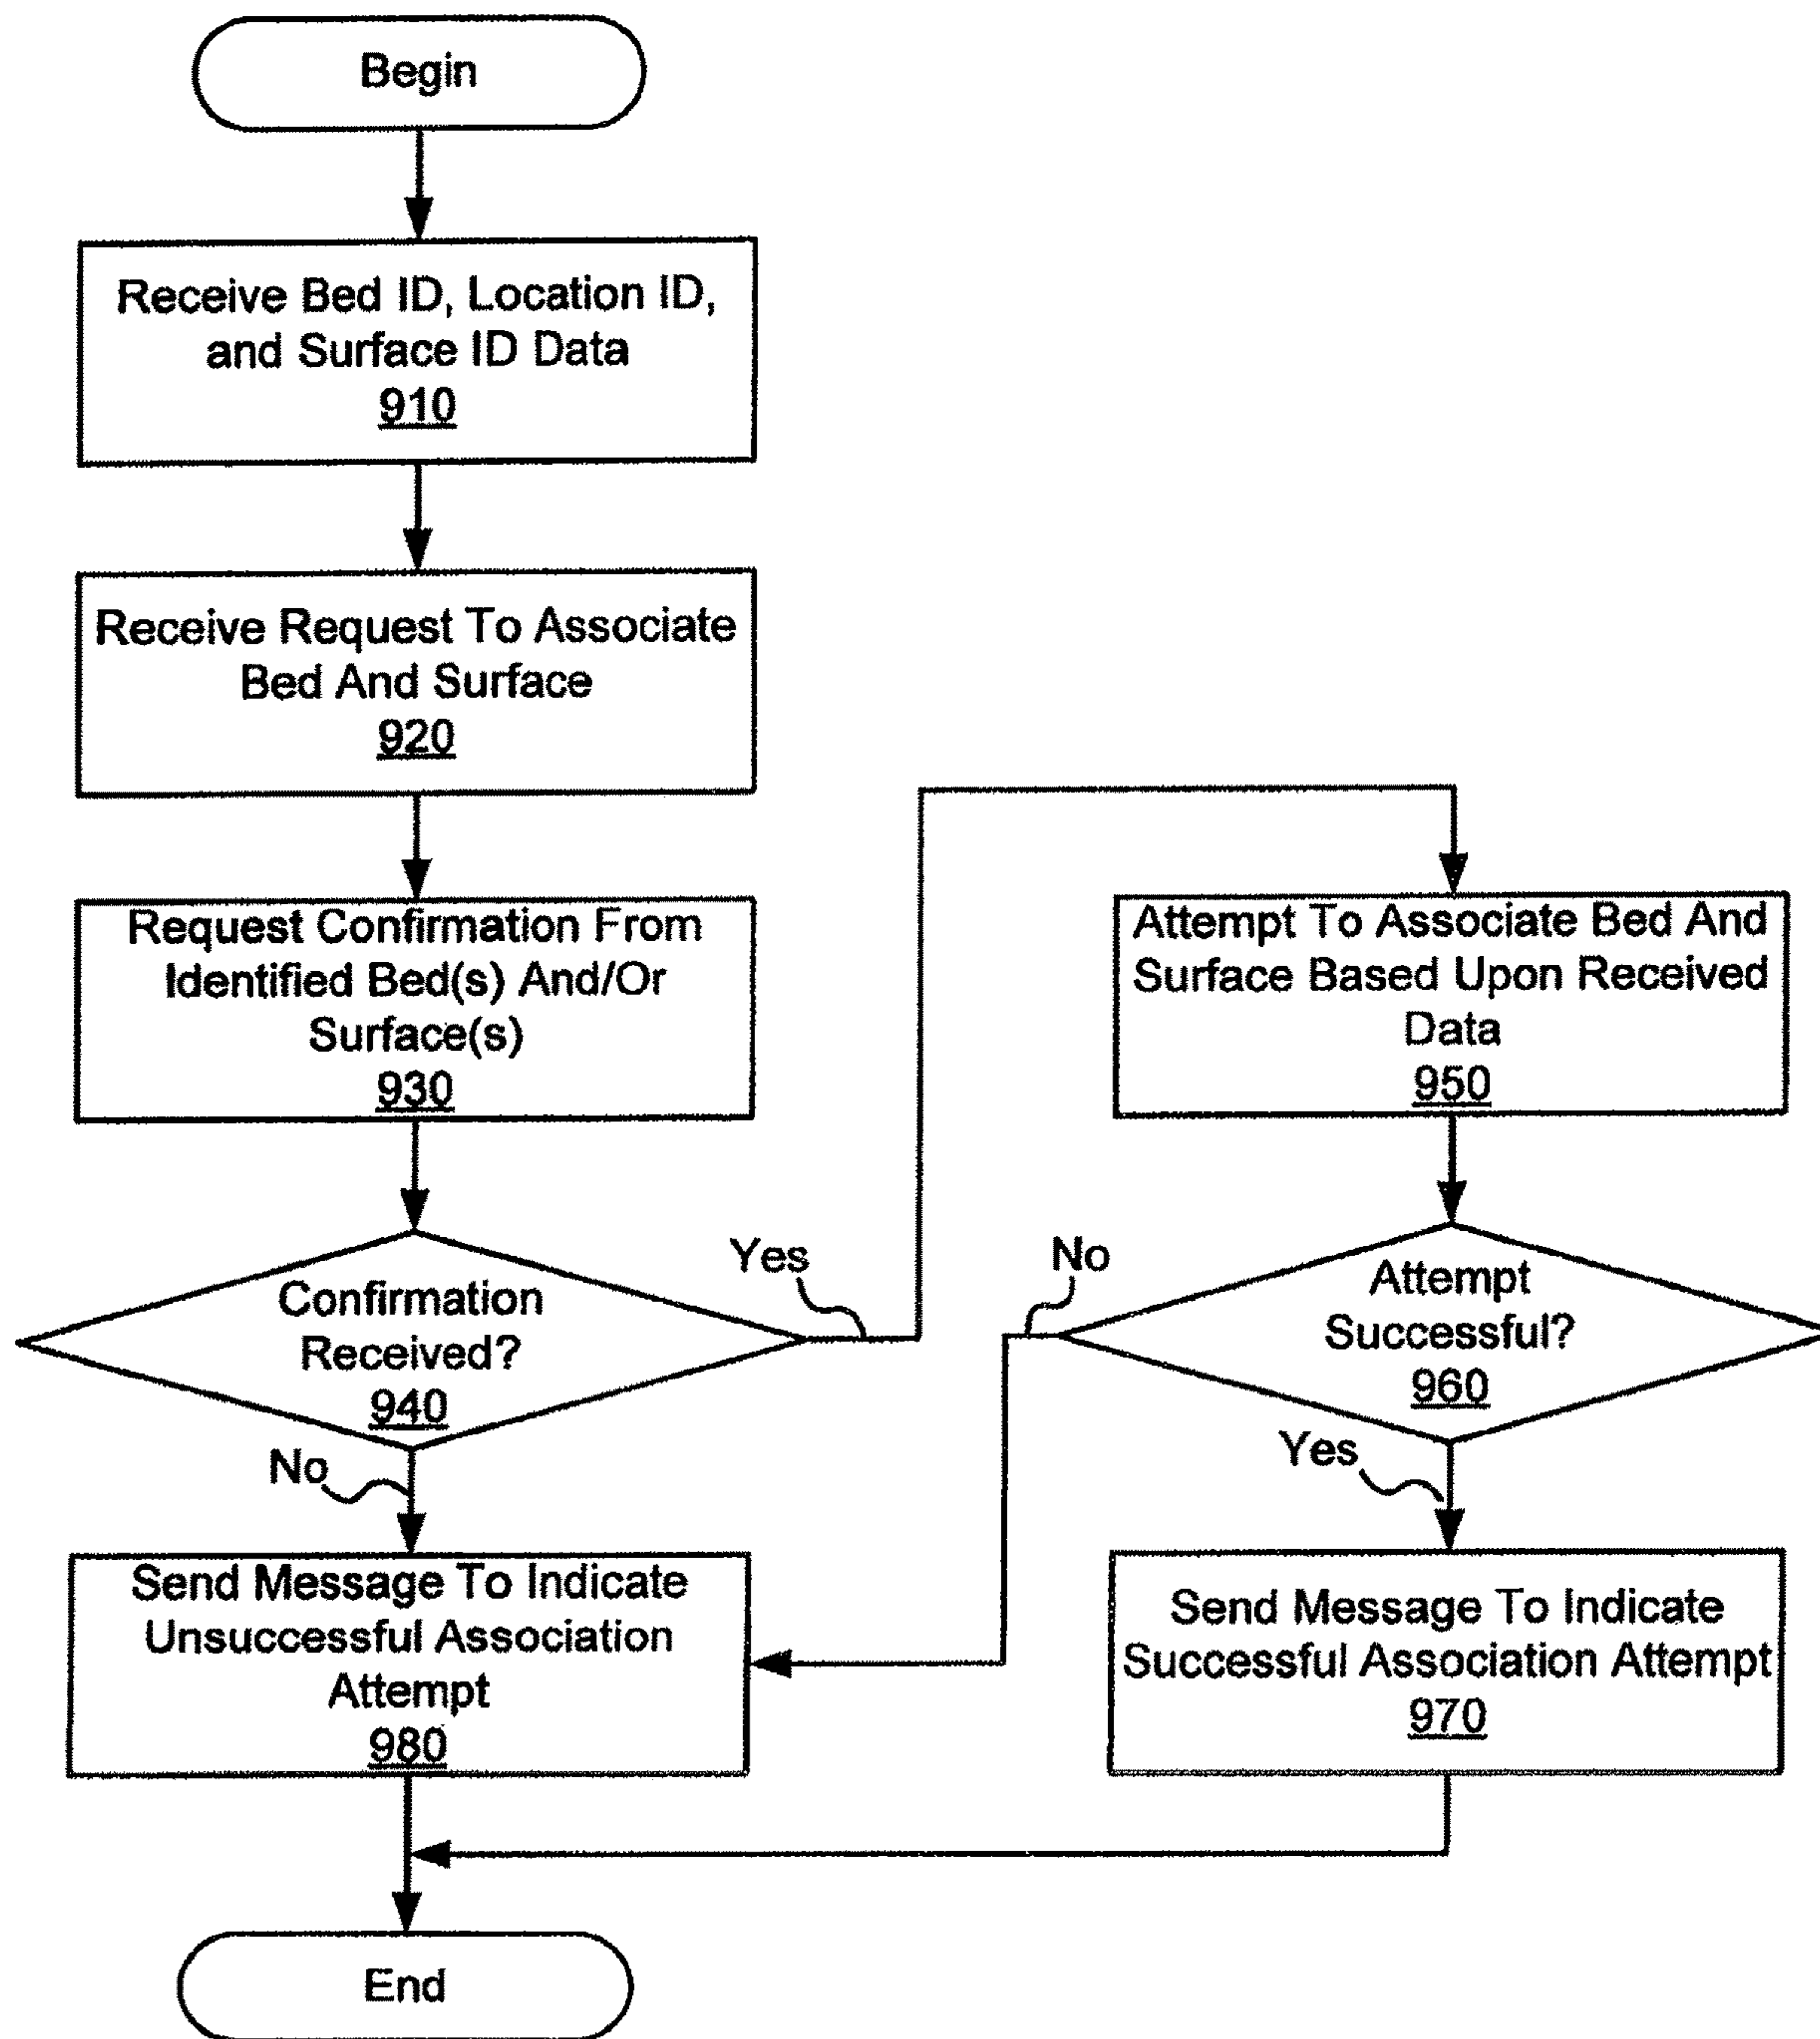 Begin
Receive Bed ID, Location ID,
and Surface ID Data
910
Receive Request To Associate
Bed And Surface
920
Request Confirmation From
Identified Bed(s) And/Or
Surface(s)
930
Confirmation
Received?
940
Yes
No
Attempt To Associate Bed And
Surface Based Upon Received
Data
950
Attempt
Successful?
960
No
Yes
Send Message To Indicate
Successful Association Attempt
970
Send Message To Indicate
Unsuccessful Association
Attempt
980
End